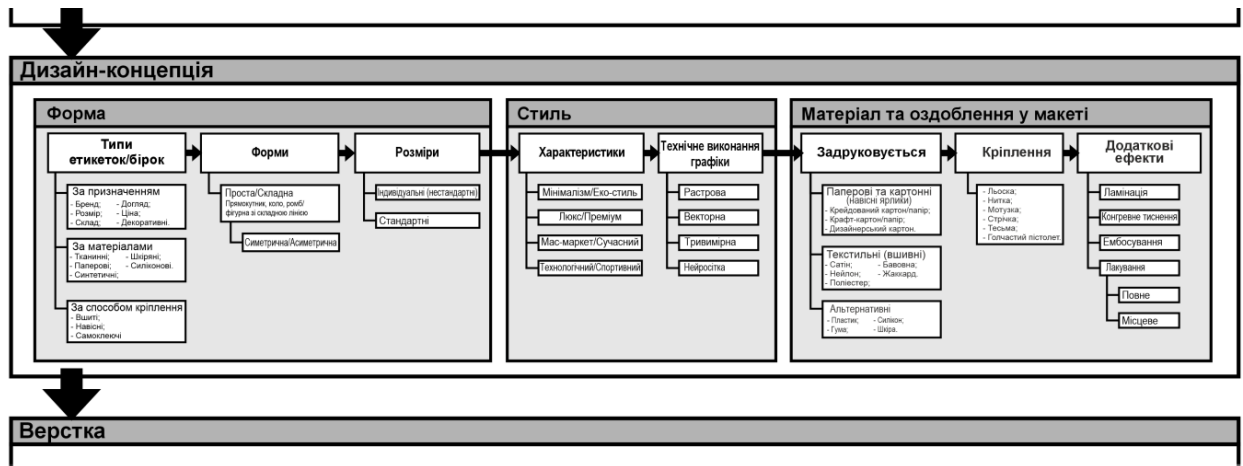 Дизайн-концепція
Форма
Типи
етикеток/бірок
За призначенням
- Бренд; - Догляд;
- Розмір; - Ціна;
- Склад; - Декоративні.
За матеріалами
- Тканинні; - Шкіряні;
- Паперові; - Силіконові.
- Синтетичні;
За способом кріплення
- Вшиті;
- Навісні;
- Самоклеючі
Форми
Проста/Складна
Прямокутник, коло, ромб/
фігурна зі складною лінією
Симетрична/Асиметрична
Розміри
Індивідуальні (нестандартні)
Стандартні
Стиль
Характеристики
Мінімалізм/Еко-стиль
Люкс/Преміум
Мас-маркет/Сучасний
Технологічний/Спортивний
Технічне виконання
графіки
Растрова
Векторна
Тривимірна
Нейросітка
Матеріал та оздоблення у макеті
Задруковується
Паперові та картонні
(навісні ярлики)
- Крейдований картон/папір;
- Крафт-картон/папір;
- Дизайнерський картон.
Текстильні (вшивні)
- Сатін; - Бавовна;
- Нейлон; - Жаккард.
- Поліестер;
Альтернативні
- Пластик; - Силікон;
- Гума; - Шкіра.
Кріплення
- Льоска;
- Нитка;
- Мотузка;
- Стрічка;
- Тесьма;
- Голчастий пістолет.
Додаткові
ефекти
Ламінація
Конгревне тиснення
Ембосування
Лакування
Повне
Місцеве
Верстка